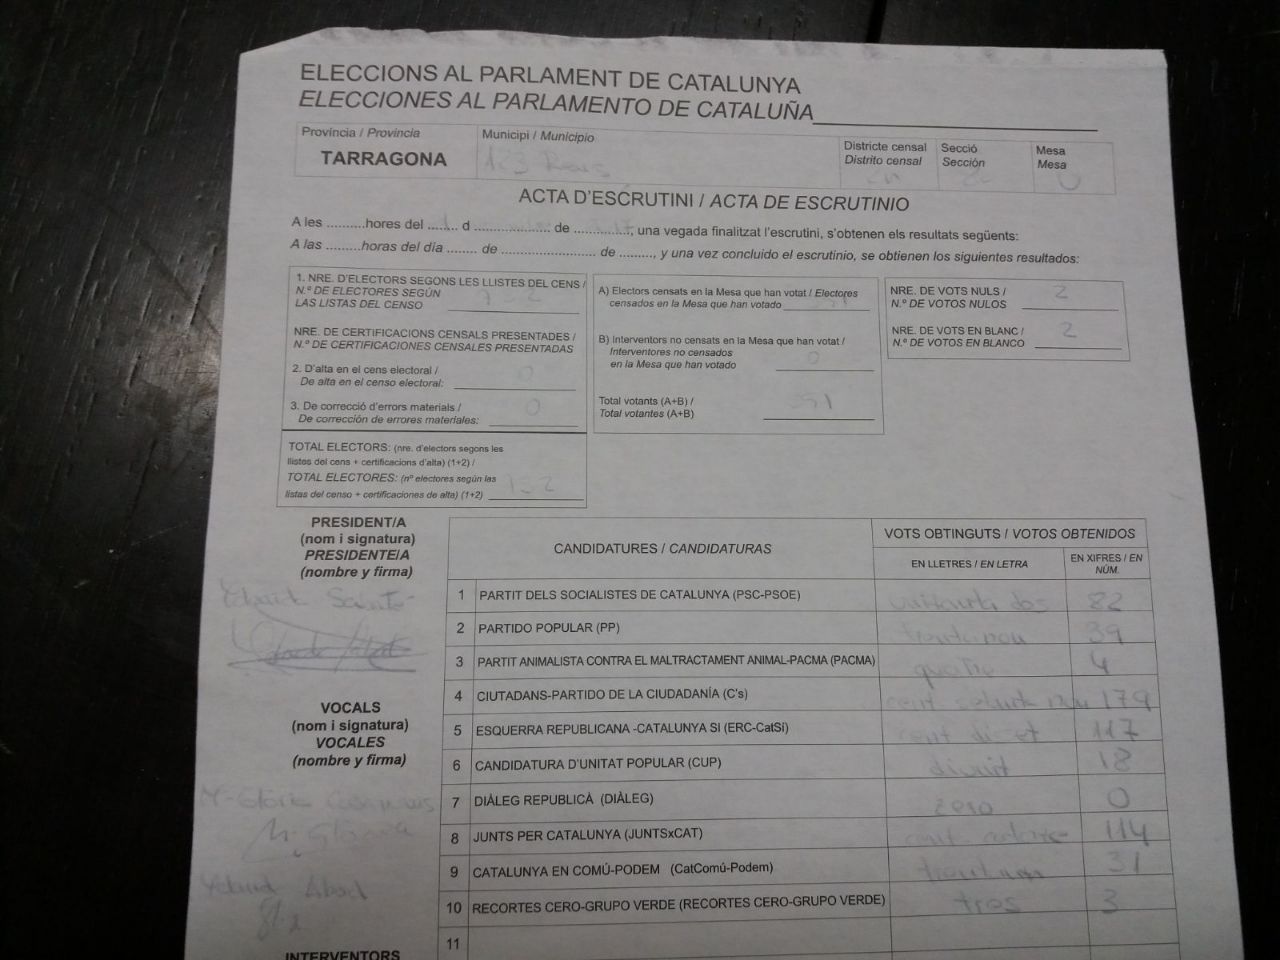 ELECCIONS AL PARLAMENT DE CATALUNYA
ELECCIONES AL PARLAMENTO DE CATALUÑA
Província / Provincia
TARRAGONA
Municipi / Municipio
123 Reus
Districte censal
Distrito censal
Secció
Sección
Mesa
Mesa
U
ACTA D'ESCRUTINI / ACTA DE ESCRUTINIO
A les ..........hores del ........ d .................... de ..............., una vegada finalitzat l'escrutini, s'obtenen els resultats següents:
A las .........horas del día ........ de ......................... de ........., y una vez concluido el escrutinio, se obtienen los siguientes resultados:
1. NRE. D'ELECTORS SEGONS LES LLISTES DEL CENS /
N.º DE ELECTORES SEGÚN
LAS LISTAS DEL CENSO
NRE. DE CERTIFICACIONS CENSALS PRESENTADES /
N.º DE CERTIFICACIONES CENSALES PRESENTADAS
2. D'alta en el cens electoral /
De alta en el censo electoral: 0
3. De correcció d'errors materials /
De corrección de errores materiales: 0
TOTAL ELECTORS: (nre. d'electors segons les
llistes del cens + certificacions d'alta) (1+2) /
TOTAL ELECTORES: (nº electores según las
listas del censo + certificaciones de alta) (1+2)
A) Electors censats en la Mesa que han votat / Electores
censados en la Mesa que han votado
B) Interventors no censats en la Mesa que han votat /
Interventores no censados
en la Mesa que han votado 0
Total votants (A+B) /
Total votantes (A+B)
NRE. DE VOTS NULS /
N.º DE VOTOS NULOS 2
NRE. DE VOTS EN BLANC /
N.º DE VOTOS EN BLANCO 2
PRESIDENT/A
(nom i signatura)
PRESIDENTE/A
(nombre y firma)
VOCALS
(nom i signatura)
VOCALES
(nombre y firma)
INTERVENTORS
CANDIDATURES / CANDIDATURAS
VOTS OBTINGUTS / VOTOS OBTENIDOS
EN LLETRES / EN LETRA
EN XIFRES / EN
NÚM.
1 PARTIT DELS SOCIALISTES DE CATALUNYA (PSC-PSOE) vuitanta dos 82
2 PARTIDO POPULAR (PP) trenta nou 39
3 PARTIT ANIMALISTA CONTRA EL MALTRACTAMENT ANIMAL-PACMA (PACMA) quatre 4
4 CIUTADANS-PARTIDO DE LA CIUDADANÍA (C's) cent setanta nou 179
5 ESQUERRA REPUBLICANA -CATALUNYA SI (ERC-CatSí) cent disset 117
6 CANDIDATURA D'UNITAT POPULAR (CUP) divuit 18
7 DIÀLEG REPUBLICÀ (DIÀLEG) zero 0
8 JUNTS PER CATALUNYA (JUNTSxCAT) cent catorze 114
9 CATALUNYA EN COMÚ-PODEM (CatComú-Podem) trenta un 31
10 RECORTES CERO-GRUPO VERDE (RECORTES CERO-GRUPO VERDE) tres 3
11